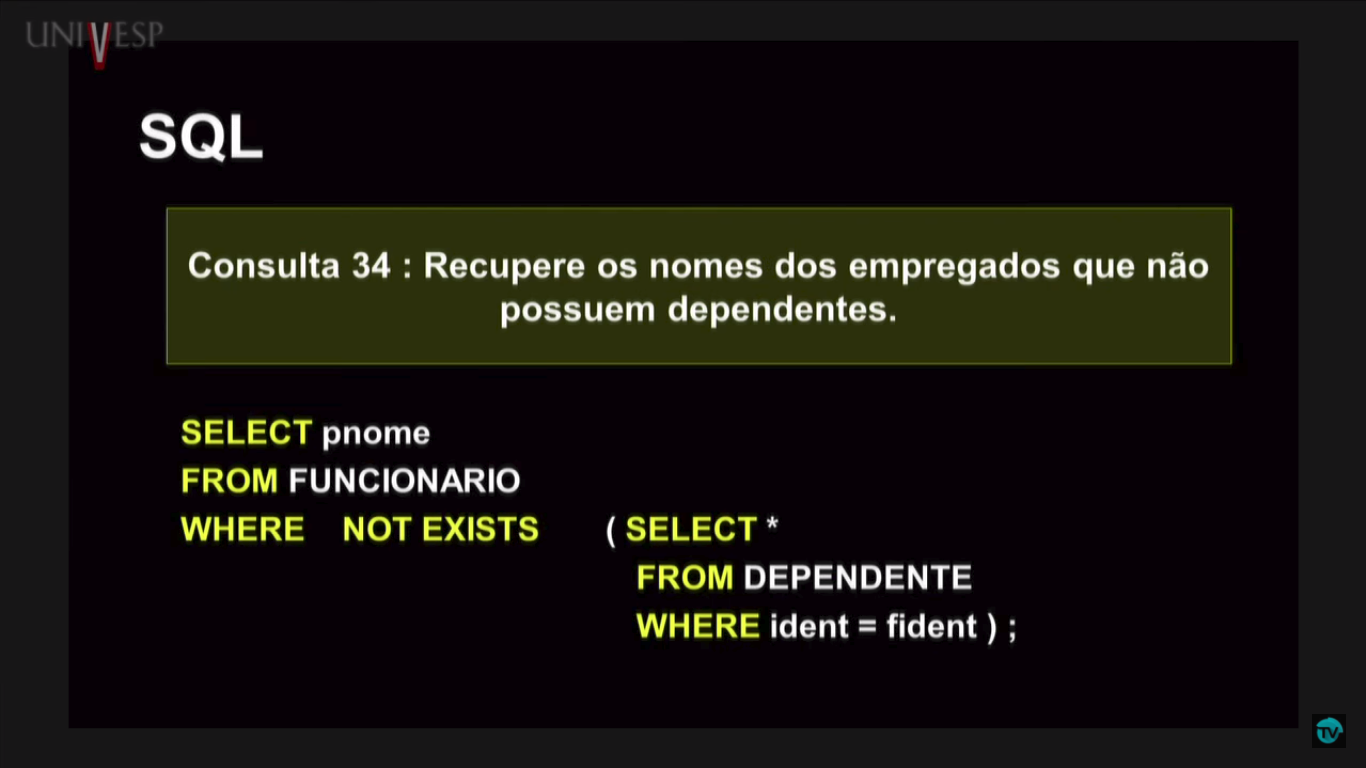 UNIVESP
SQL
Consulta 34 : Recupere os nomes dos empregados que não
possuem dependentes.
SELECT pnome
FROM FUNCIONARIO
WHERE NOT EXISTS ( SELECT *
FROM DEPENDENTE
WHERE ident = fident ) ;
TV